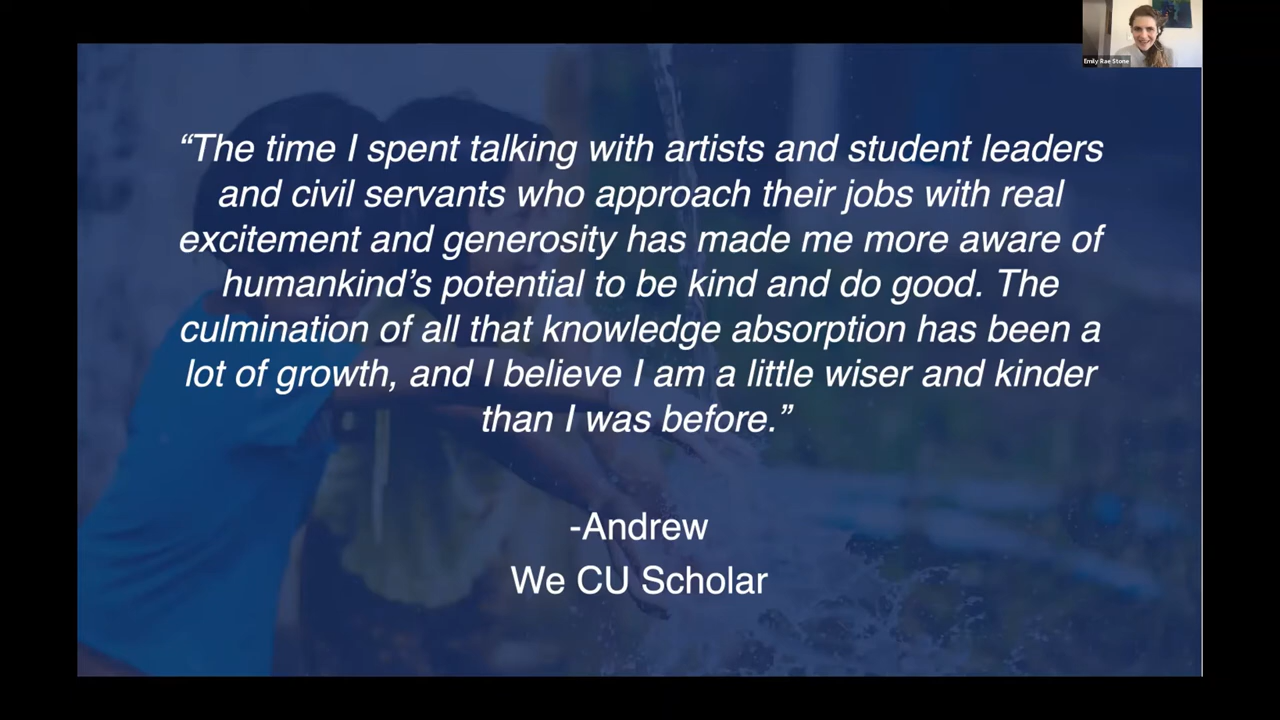 Emily Rae Stone
“The time I spent talking with artists and student leaders
and civil servants who approach their jobs with real
excitement and generosity has made me more aware of
humankind’s potential to be kind and do good. The
culmination of all that knowledge absorption has been a
lot of growth, and I believe I am a little wiser and kinder
than I was before.”
-Andrew
We CU Scholar